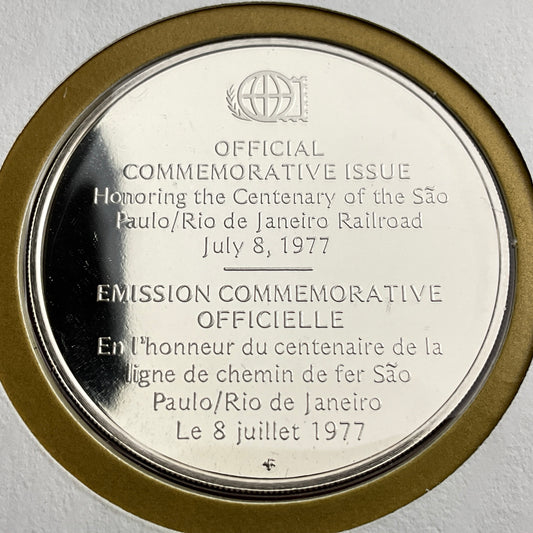 OFFICIAL
COMMEMORATIVE ISSUE
Honoring the Centenary of the São
Paulo/Rio de Janeiro Railroad
July 8, 1977
EMISSION COMMEMORATIVE
OFFICIELLE
En l'honneur du centenaire de la
ligne de chemin de fer São
Paulo/Rio de Janeiro
Le 8 juillet 1977